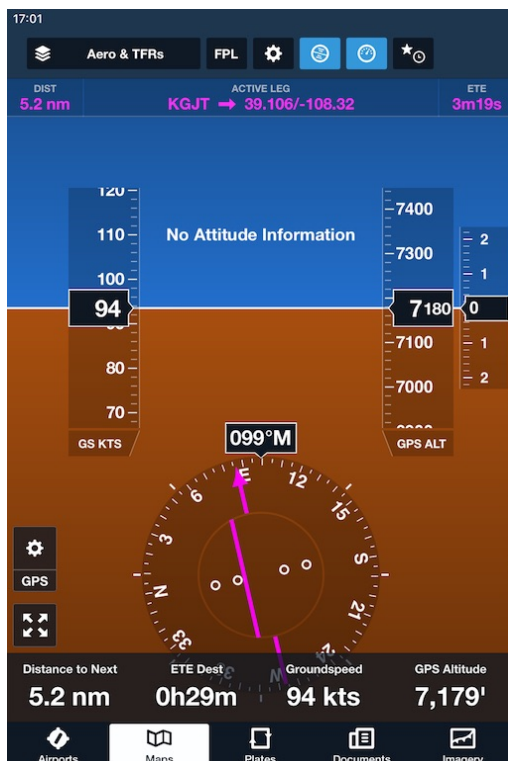 17:01
Aero & TFRs FPL
DIST ACTIVE LEG ETE
5.2 nm KGJT → 39.106/-108.32 3m19s
120
7400
110 No Attitude Information 2
7300
1
100
94 7180 0
7100 1
80
7000 2
70
GS KTS 099°M GPS ALT
E 12
6 15
3 S
GPS
N 21
33 24
30 W
Distance to Next ETE Dest Groundspeed GPS Altitude
5.2 nm 0h29m 94 kts 7,179'
Airports Maps Plates Documents Imagery